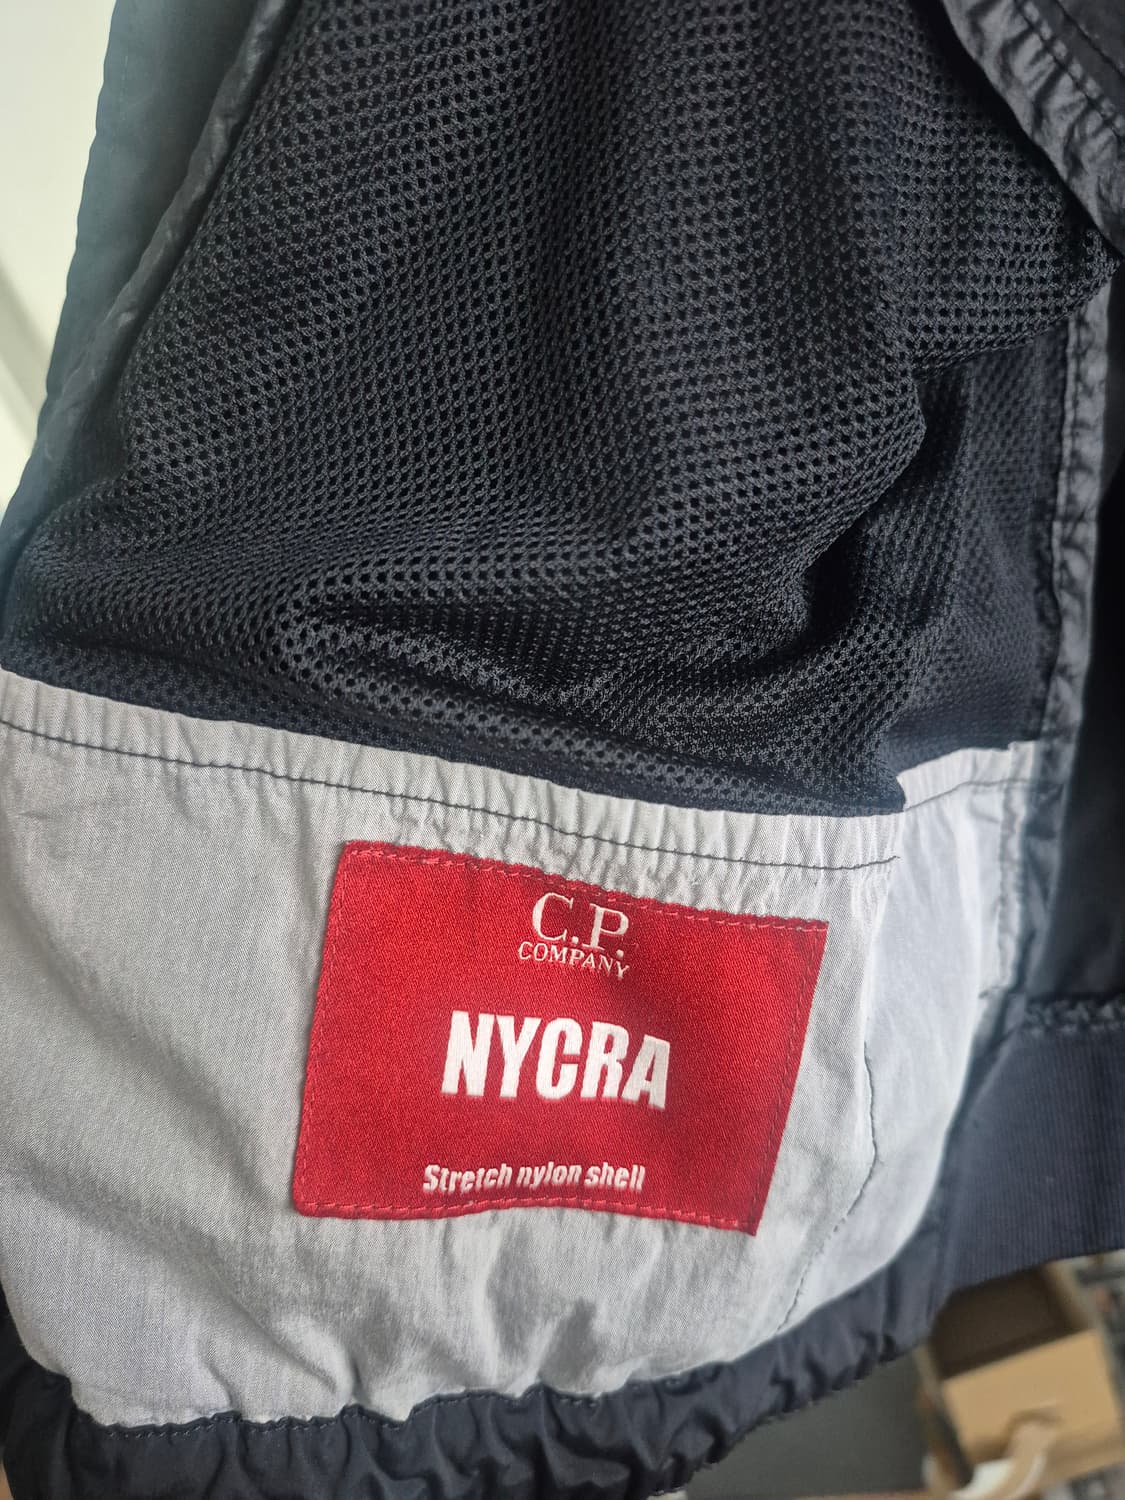 C.P.
COMPANY
NYCRA
Stretch nylon shell